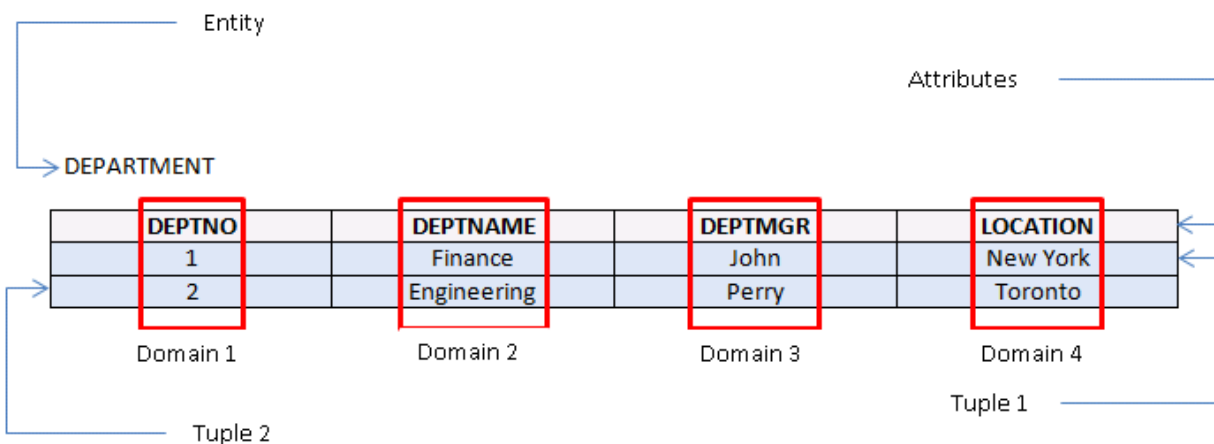 Entity
Attributes
DEPARTMENT
DEPTNO DEPTNAME DEPTMGR LOCATION
1 Finance John New York
2 Engineering Perry Toronto
Domain 1 Domain 2 Domain 3 Domain 4
Tuple 1
Tuple 2